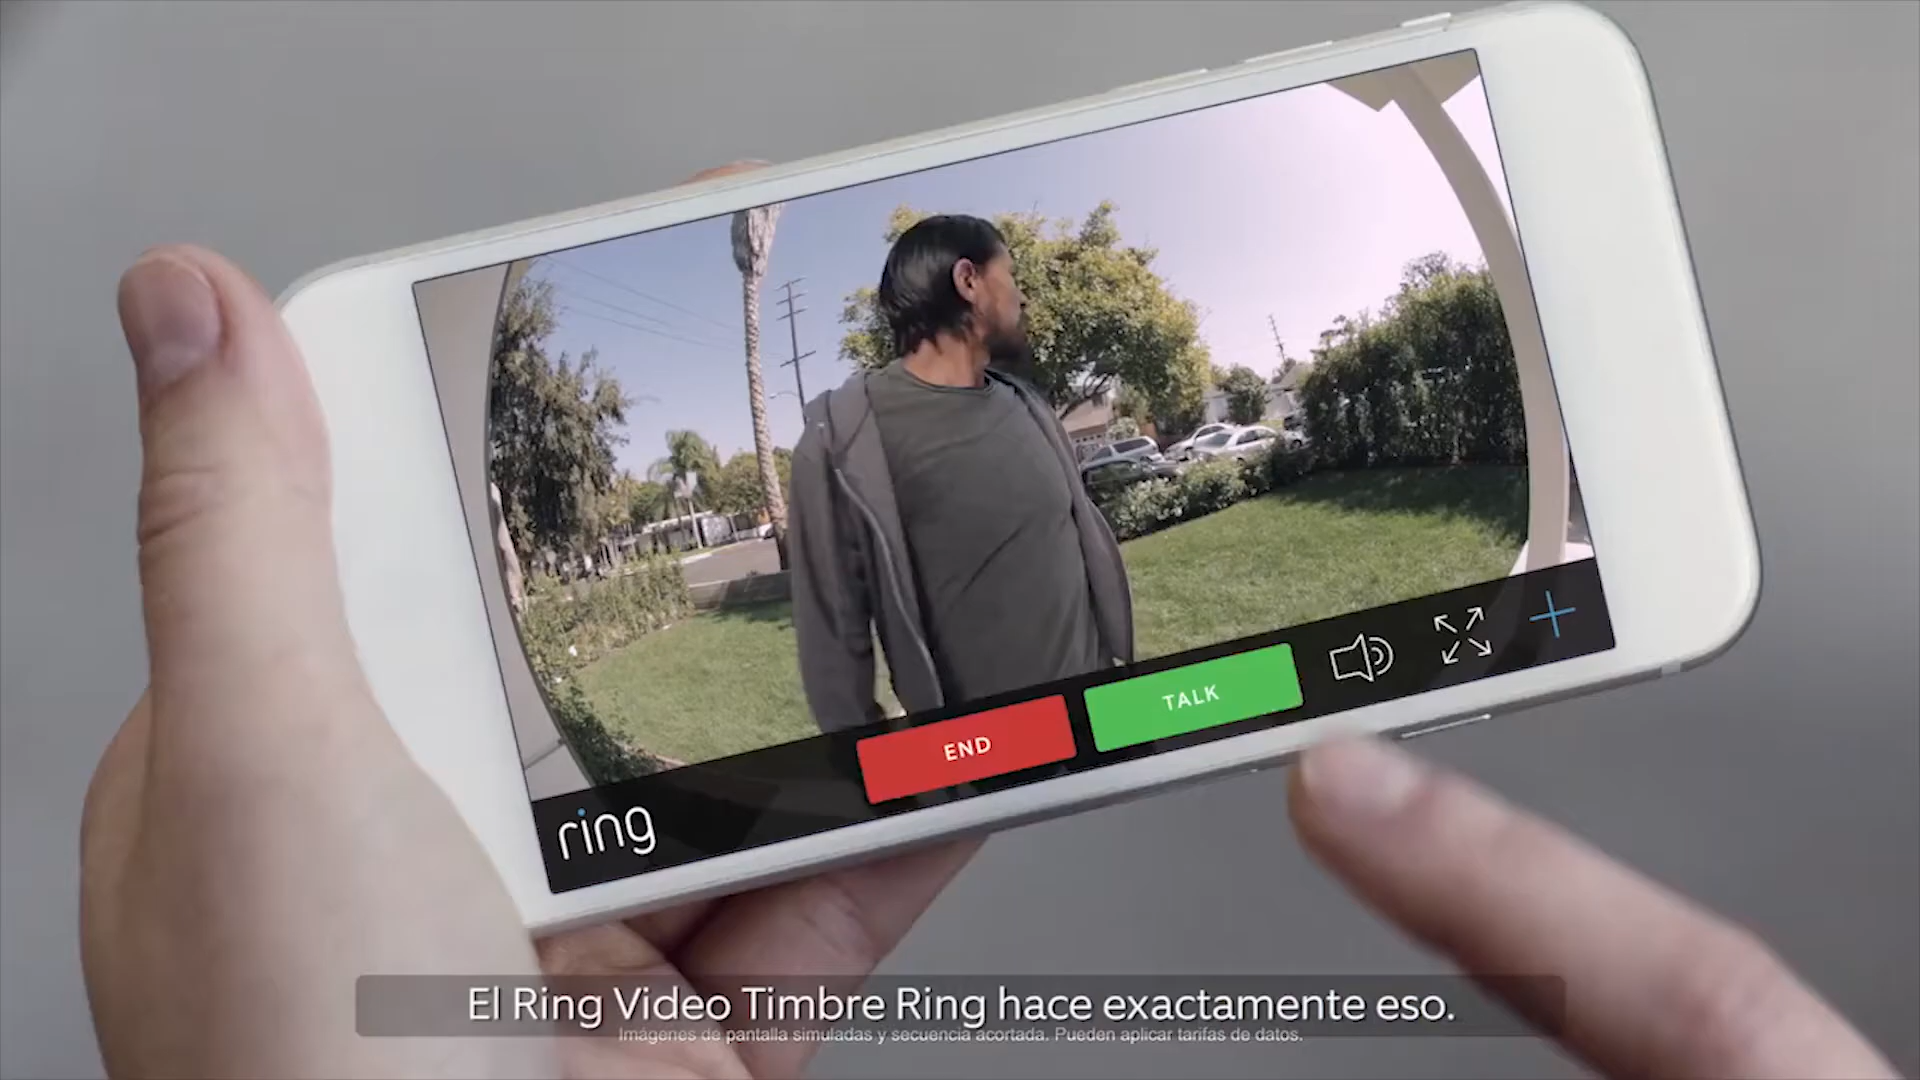 END
TALK
ring
El Ring Video Timbre Ring hace exactamente eso.
Imágenes de pantalla simuladas y secuencia acortada. Pueden aplicar tarifas de datos.